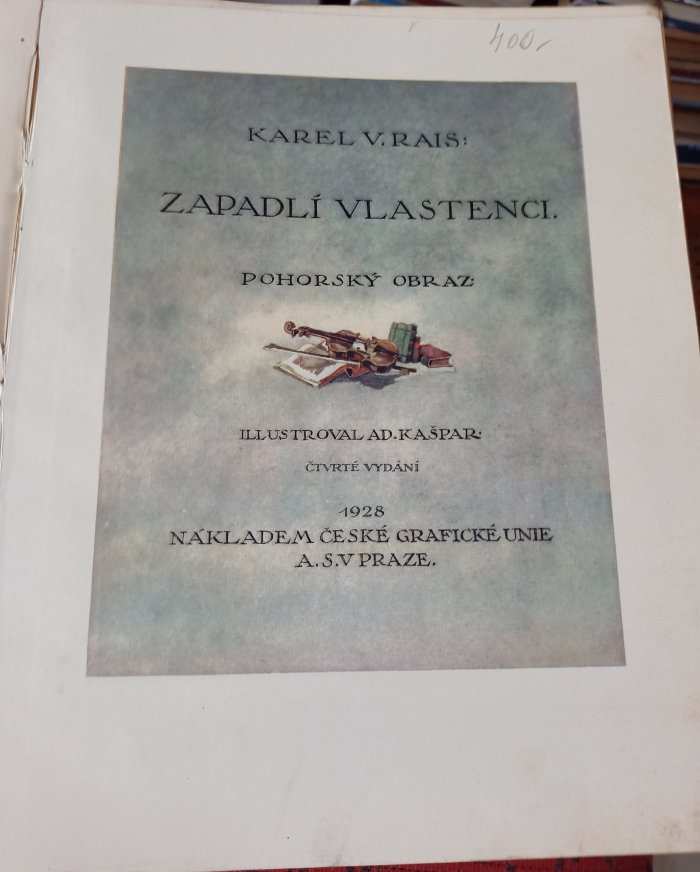 400,-
KAREL V. RAIS:
ZAPADLÍ VLASTENCI.
POHORSKÝ OBRAZ:
ILLUSTROVAL AD. KAŠPAR.
ČTVRTÉ VYDÁNÍ
1928
NÁKLADEM ČESKÉ GRAFICKÉ UNIE
A. S. V PRAZE.